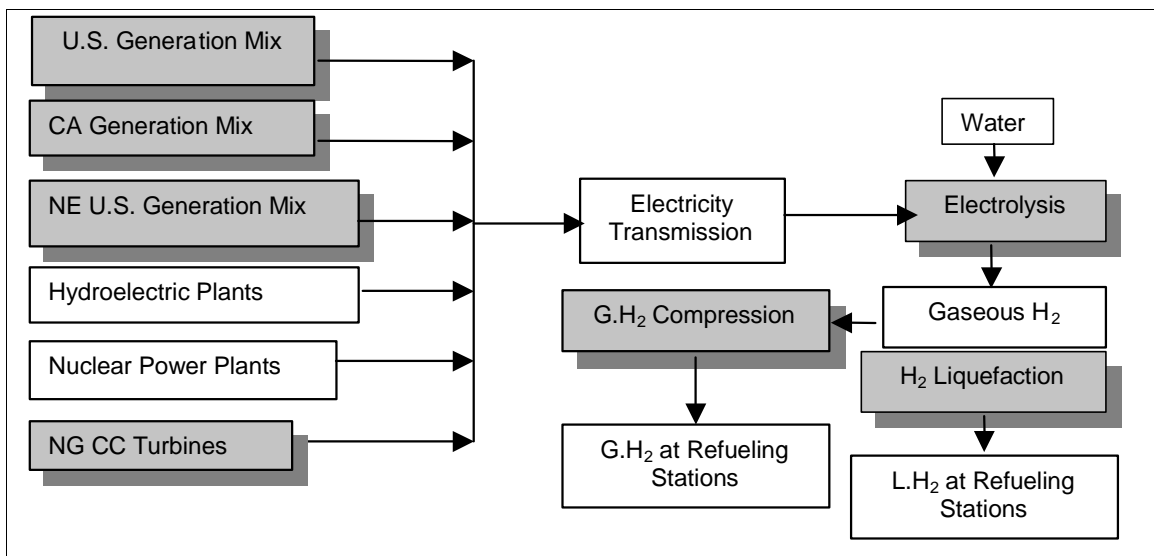 U.S. Generation Mix
CA Generation Mix
NE U.S. Generation Mix
Hydroelectric Plants
Nuclear Power Plants
NG CC Turbines
Electricity
Transmission
Water
Electrolysis
Gaseous H₂
G.H₂ Compression
H₂ Liquefaction
G.H₂ at Refueling
Stations
L.H₂ at Refueling
Stations